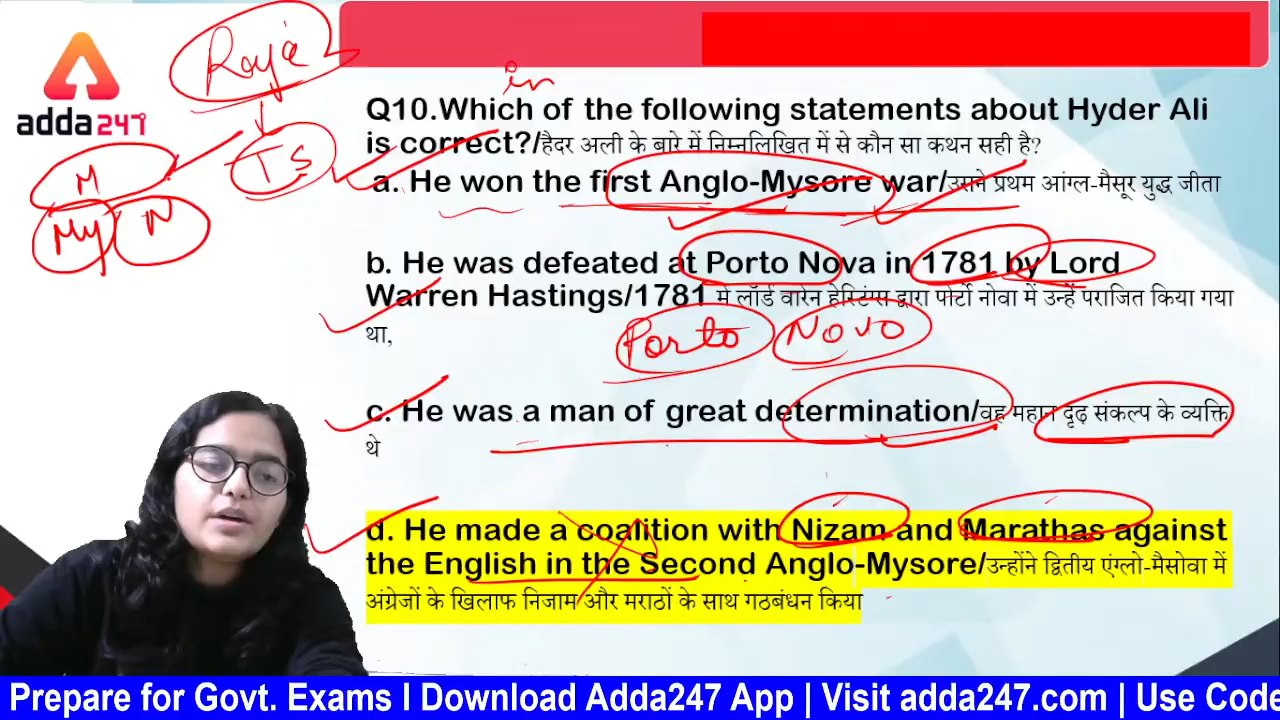 Raja
adda247
T S
M
My N
in
Q10.Which of the following statements about Hyder Ali
is correct?/हैदर अली के बारे में निम्नलिखित में से कौन सा कथन सही है?
a. He won the first Anglo-Mysore war/उसने प्रथम आंग्ल-मैसूर युद्ध जीता
b. He was defeated at Porto Nova in 1781 by Lord
Warren Hastings/1781 में लॉर्ड वार्रेन हेस्टिंग्स द्वारा पोर्टो नोवा में उन्हें पराजित किया गया
था,
Porto Novo
c. He was a man of great determination/वह महान दृढ़ संकल्प के व्यक्ति
थे
d. He made a coalition with Nizam and Marathas against
the English in the Second Anglo-Mysore/उन्होंने द्वितीय एंग्लो-मैसोवा में
अंग्रेजों के खिलाफ निजाम और मराठों के साथ गठबंधन किया
Prepare for Govt. Exams I Download Adda247 App | Visit adda247.com | Use Code